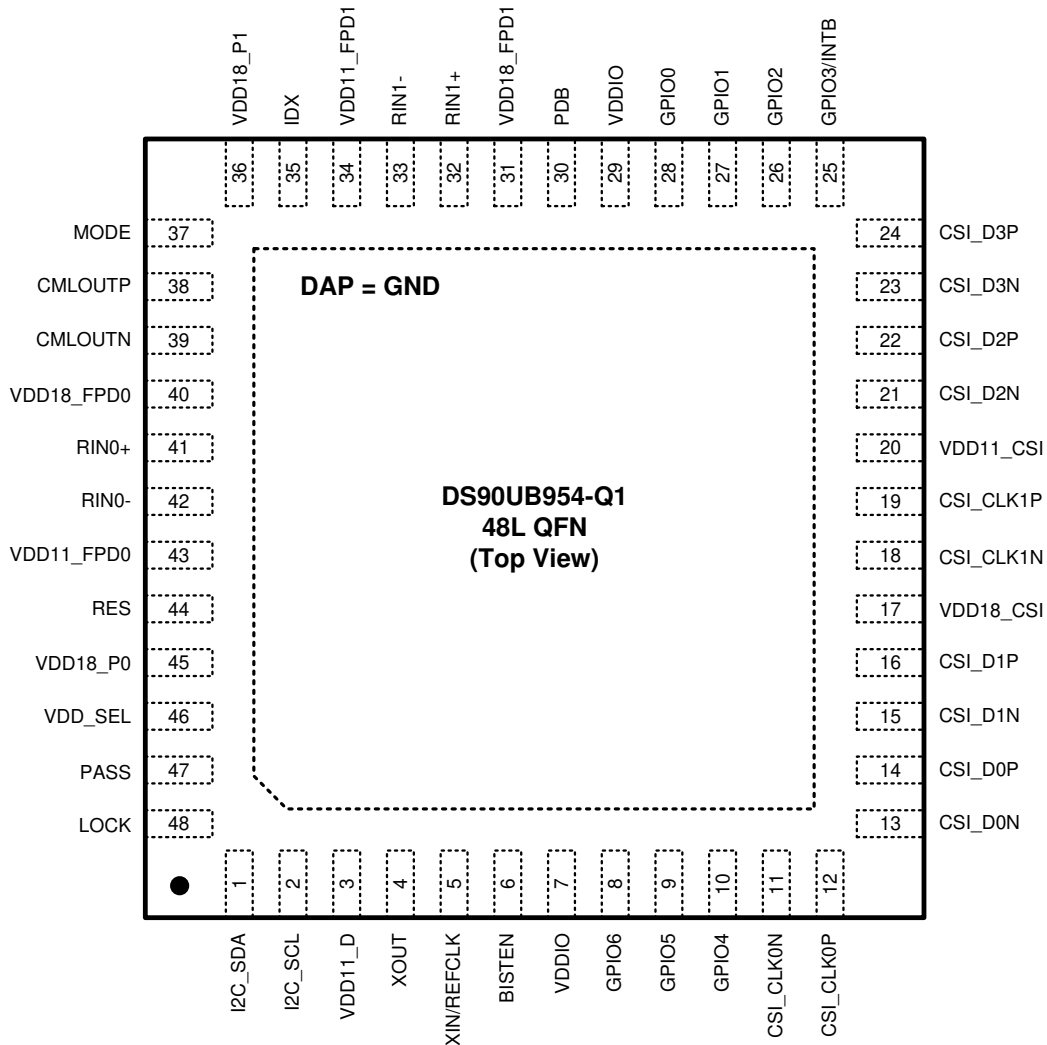 VDD18_P1
IDX
VDD11_FPD1
RIN1-
RIN1+
VDD18_FPD1
PDB
VDDIO
GPIO0
GPIO1
GPIO2
GPIO3/INTB
36
35
34
33
32
31
30
29
28
27
26
25
MODE 37
CMLOUTP 38
CMLOUTN 39
VDD18_FPD0 40
RIN0+ 41
RIN0- 42
VDD11_FPD0 43
RES 44
VDD18_P0 45
VDD_SEL 46
PASS 47
LOCK 48
DAP = GND
DS90UB954-Q1
48L QFN
(Top View)
24 CSI_D3P
23 CSI_D3N
22 CSI_D2P
21 CSI_D2N
20 VDD11_CSI
19 CSI_CLK1P
18 CSI_CLK1N
17 VDD18_CSI
16 CSI_D1P
15 CSI_D1N
14 CSI_D0P
13 CSI_D0N
1
2
3
4
5
6
7
8
9
10
11
12
I2C_SDA
I2C_SCL
VDD11_D
XOUT
XIN/REFCLK
BISTEN
VDDIO
GPIO6
GPIO5
GPIO4
CSI_CLK0N
CSI_CLK0P